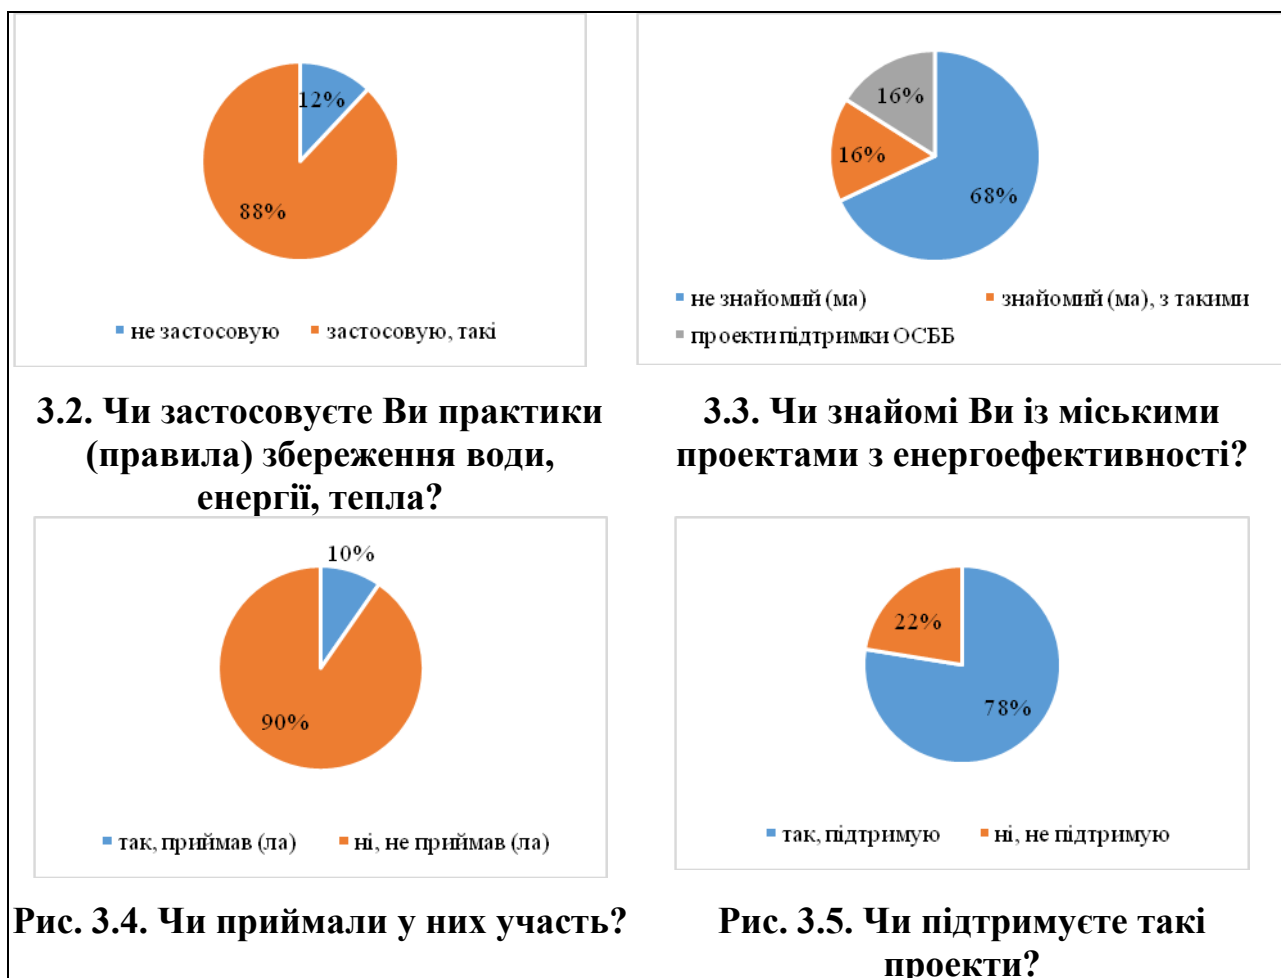 12%
88%
не застосовую застосовую, такі
16%
16%
68%
не знайомий (ма) знайомий (ма), з такими
проекти підтримки ОСББ
3.2. Чи застосовуєте Ви практики
(правила) збереження води,
енергії, тепла?
3.3. Чи знайомі Ви із міськими
проектами з енергоефективності?
10%
90%
так, приймав (ла) ні, не приймав (ла)
22%
78%
так, підтримую ні, не підтримую
Рис. 3.4. Чи приймали у них участь?
Рис. 3.5. Чи підтримуєте такі
проекти?